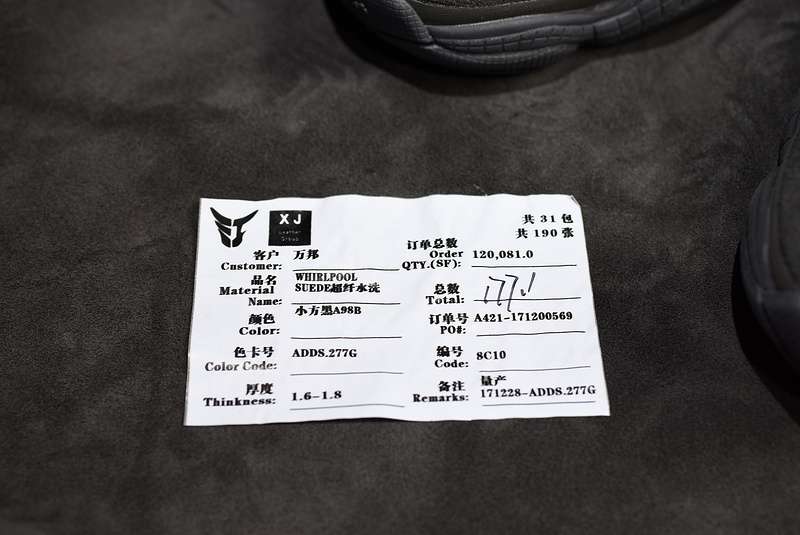 XJ
Leather
Group
共 31 包
共 190 张
客户 万邦
Customer:
订单总数 120,081.0
Order
QTY.(SF):
品名 WHIRLPOOL
Material SUEDE超纤水洗
Name:
总数
Total:
颜色 小方黑A98B
Color:
订单号 A421-171200569
PO#:
色卡号 ADDS.277G
Color Code:
编号 8C10
Code:
厚度 1.6-1.8
Thinkness:
备注 量产
Remarks: 171228-ADDS.277G